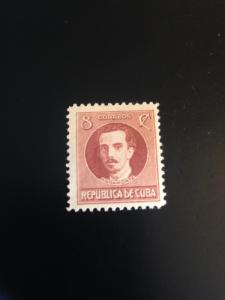 8 ¢
CORREOS
REPUBLICA DE CUBA